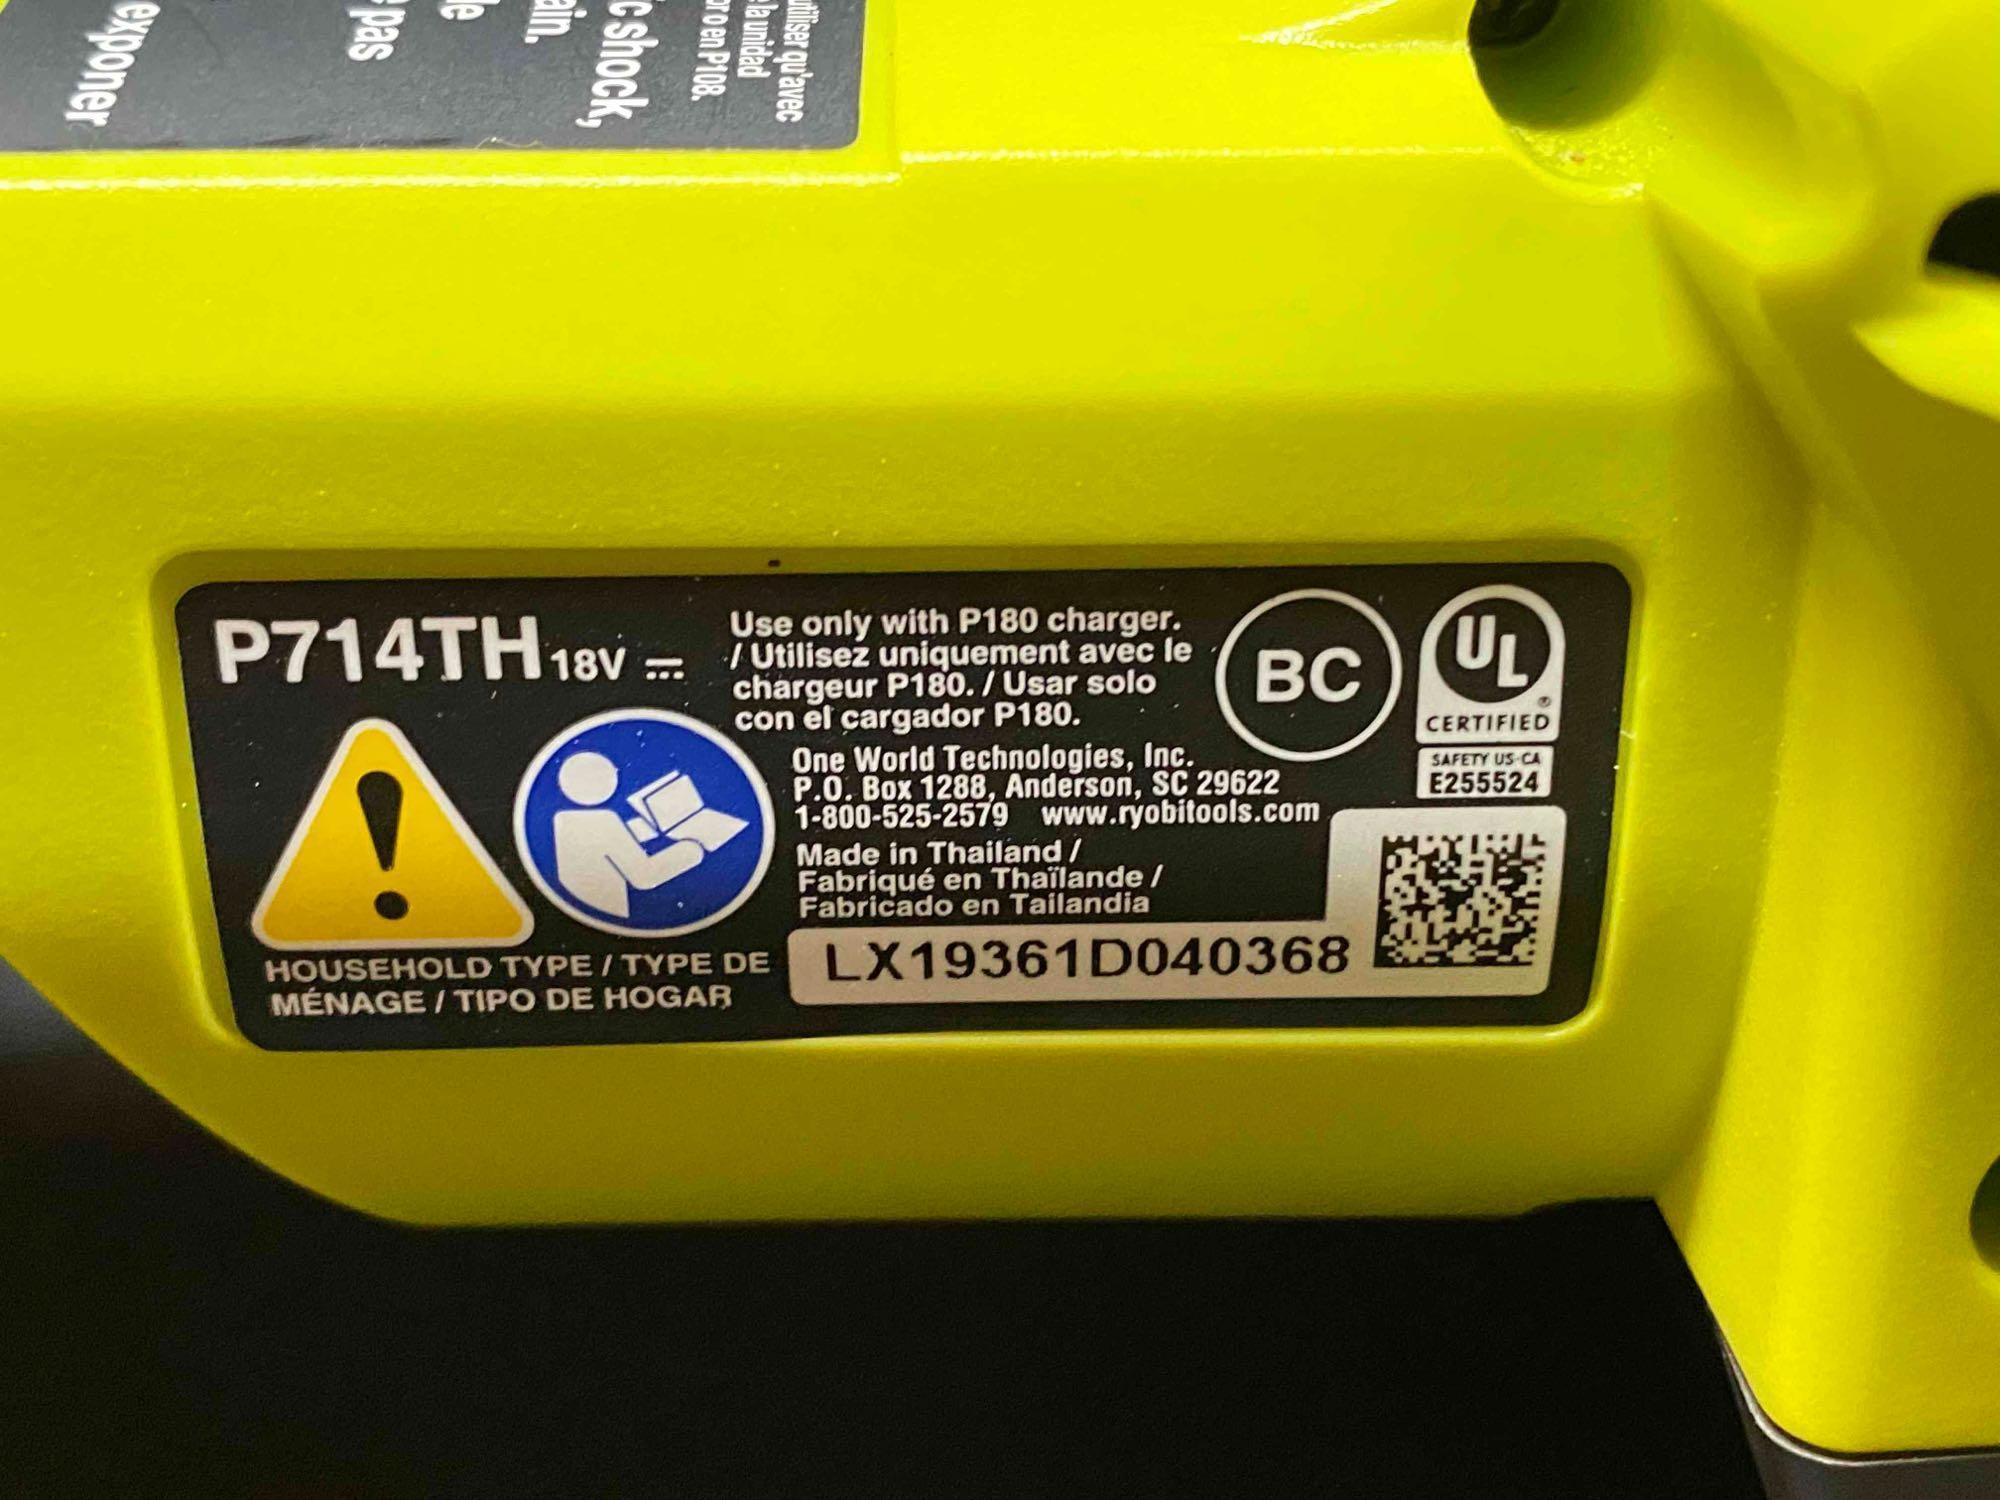 utiliser qu'avec
la unidad
en P108.
shock,
pas
exponer
P714TH 18V
Use only with P180 charger.
/ Utilisez uniquement avec le
chargeur P180. / Usar solo
con el cargador P180.
BC
UL
®
CERTIFIED
SAFETY US-CA
E255524
One World Technologies, Inc.
P.O. Box 1288, Anderson, SC 29622
1-800-525-2579 www.ryobitools.com
Made in Thailand /
Fabriqué en Thaïlande /
Fabricado en Tailandia
LX19361D040368
HOUSEHOLD TYPE / TYPE DE
MÉNAGE / TIPO DE HOGAR